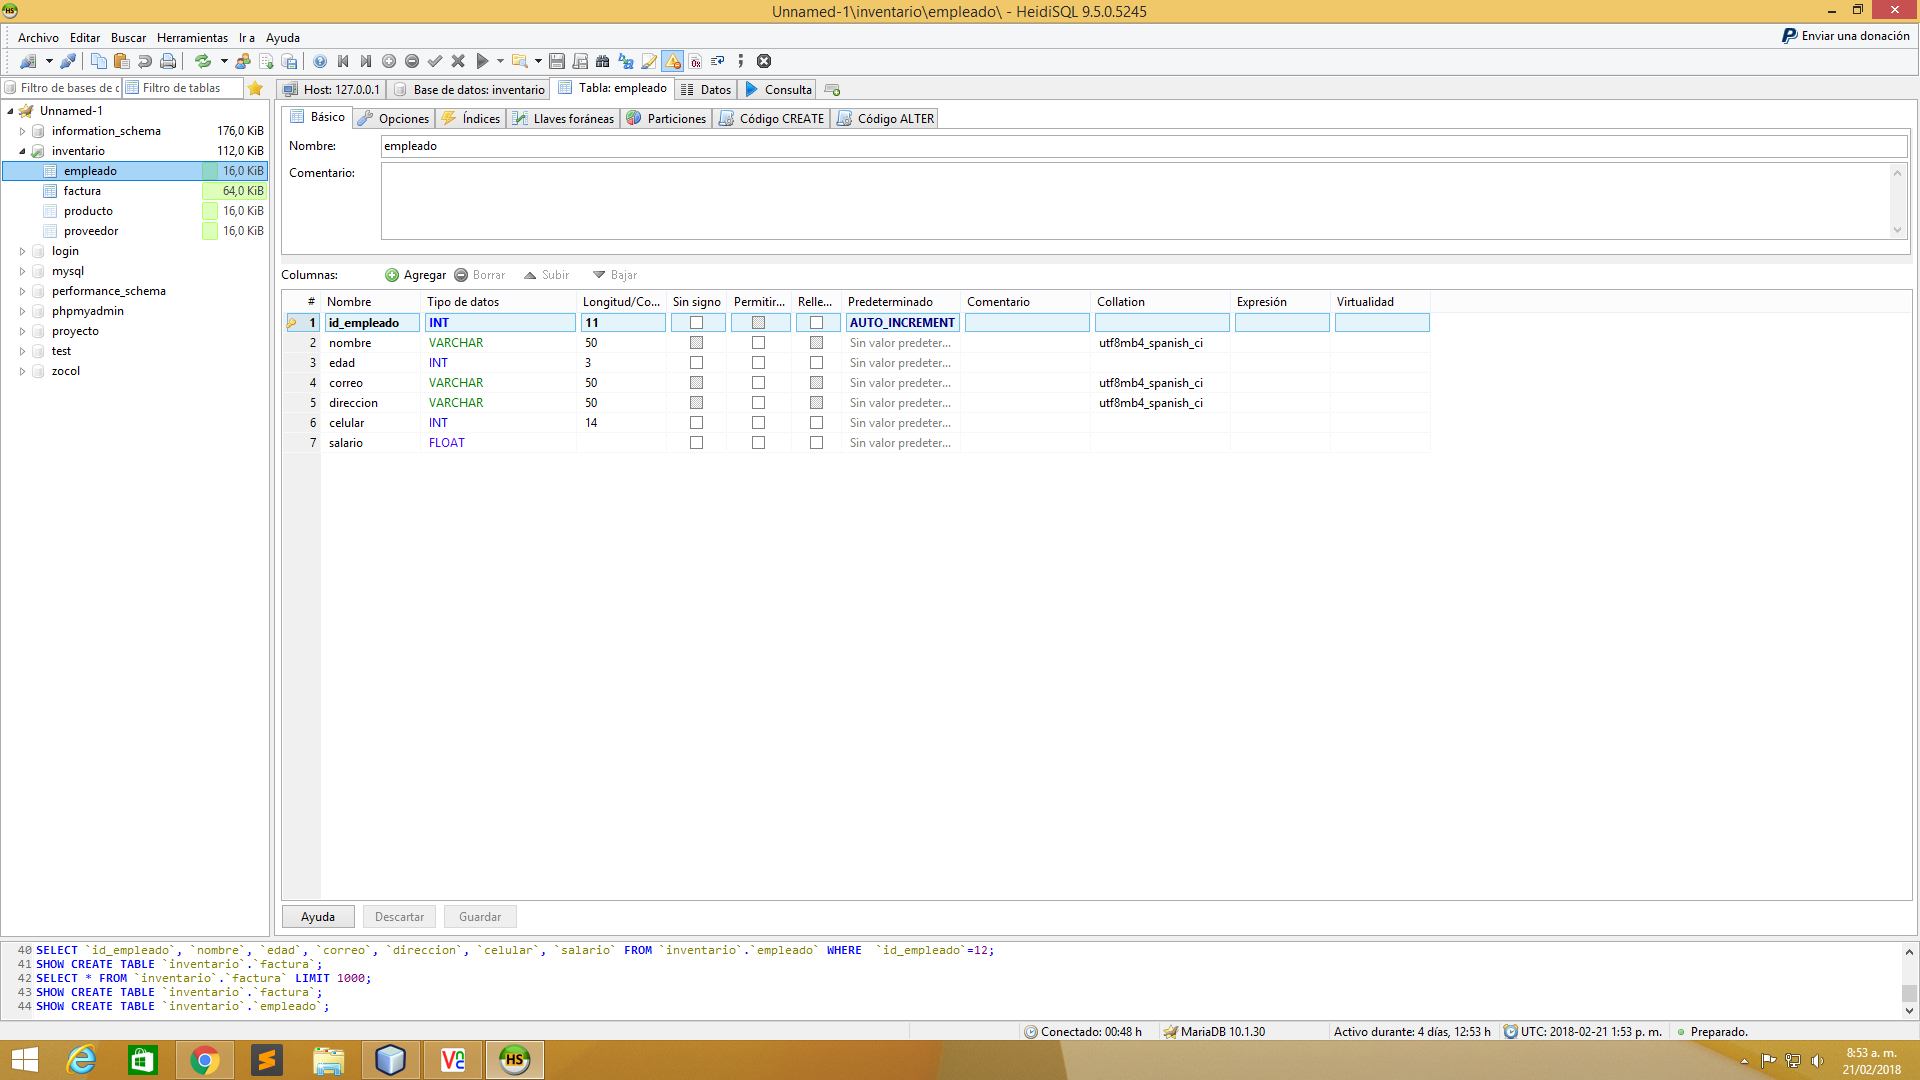 Unnamed-1\inventario\empleado\ - HeidiSQL 9.5.0.5245
Archivo Editar Buscar Herramientas Ir a Ayuda
Enviar una donación
Filtro de bases de c
Filtro de tablas
Host: 127.0.0.1
Base de datos: inventario
Tabla: empleado
Datos
Consulta
Unnamed-1
information_schema 176,0 KiB
inventario 112,0 KiB
empleado 16,0 KiB
factura 64,0 KiB
producto 16,0 KiB
proveedor 16,0 KiB
login
mysql
performance_schema
phpmyadmin
proyecto
test
zocol
Básico Opciones Índices Llaves foráneas Particiones Código CREATE Código ALTER
Nombre: empleado
Comentario:
Columnas: Agregar Borrar Subir Bajar
# Nombre Tipo de datos Longitud/Co... Sin signo Permitir... Relle... Predeterminado Comentario Collation Expresión Virtualidad
1 id_empleado INT 11 AUTO_INCREMENT
2 nombre VARCHAR 50 Sin valor predeter... utf8mb4_spanish_ci
3 edad INT 3 Sin valor predeter...
4 correo VARCHAR 50 Sin valor predeter... utf8mb4_spanish_ci
5 direccion VARCHAR 50 Sin valor predeter... utf8mb4_spanish_ci
6 celular INT 14 Sin valor predeter...
7 salario FLOAT Sin valor predeter...
Ayuda Descartar Guardar
40 SELECT `id_empleado`, `nombre`, `edad`, `correo`, `direccion`, `celular`, `salario` FROM `inventario`.`empleado` WHERE  `id_empleado`=12;
41 SHOW CREATE TABLE `inventario`.`factura`;
42 SELECT * FROM `inventario`.`factura` LIMIT 1000;
43 SHOW CREATE TABLE `inventario`.`factura`;
44 SHOW CREATE TABLE `inventario`.`empleado`;
Conectado: 00:48 h
MariaDB 10.1.30
Activo durante: 4 días, 12:53 h
UTC: 2018-02-21 1:53 p. m.
Preparado.
HS
8:53 a. m.
21/02/2018